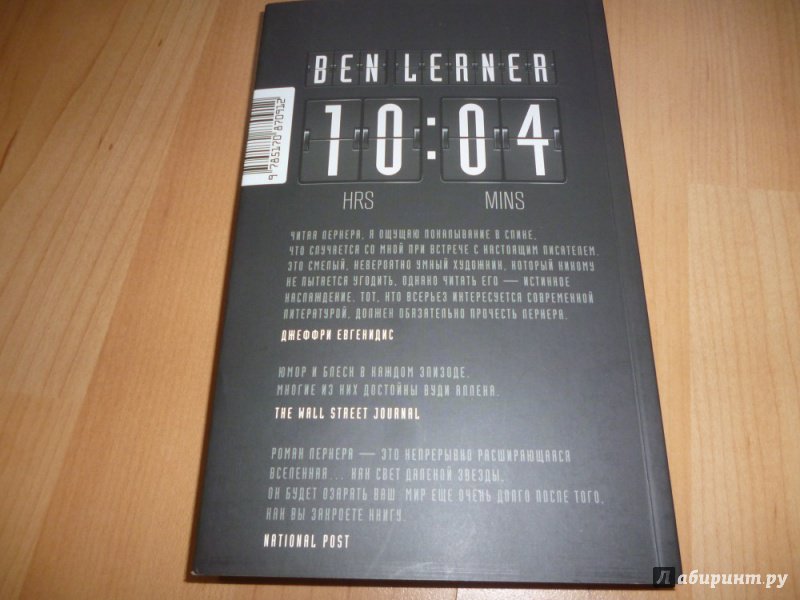 BEN LERNER
10:04
HRS MINS
9 785170 870912
ЧИТАЯ ЛЕРНЕРА, Я ОЩУЩАЮ ПОКАЛЫВАНИЕ В СПИНЕ,
ЧТО СЛУЧАЕТСЯ СО МНОЙ ПРИ ВСТРЕЧЕ С НАСТОЯЩИМ ПИСАТЕЛЕМ.
ЭТО СМЕЛЫЙ, НЕВЕРОЯТНО УМНЫЙ ХУДОЖНИК, КОТОРЫЙ НИКОМУ
НЕ ПЫТАЕТСЯ УГОДИТЬ, ОДНАКО ЧИТАТЬ ЕГО — ИСТИННОЕ
НАСЛАЖДЕНИЕ. ТОТ, КТО ВСЕРЬЕЗ ИНТЕРЕСУЕТСЯ СОВРЕМЕННОЙ
ЛИТЕРАТУРОЙ, ДОЛЖЕН ОБЯЗАТЕЛЬНО ПРОЧЕСТЬ ЛЕРНЕРА.
ДЖЕФФРИ ЕВГЕНИДИС
ЮМОР И БЛЕСК В КАЖДОМ ЭПИЗОДЕ.
МНОГИЕ ИЗ НИХ ДОСТОЙНЫ ВУДИ АЛЛЕНА.
THE WALL STREET JOURNAL
РОМАН ЛЕРНЕРА — ЭТО НЕПРЕРЫВНО РАСШИРЯЮЩАЯСЯ
ВСЕЛЕННАЯ... КАК СВЕТ ДАЛЕКОЙ ЗВЕЗДЫ,
ОН БУДЕТ ОЗАРЯТЬ ВАШ МИР ЕЩЕ ОЧЕНЬ ДОЛГО ПОСЛЕ ТОГО,
КАК ВЫ ЗАКРОЕТЕ КНИГУ.
NATIONAL POST
Лабиринт.ру